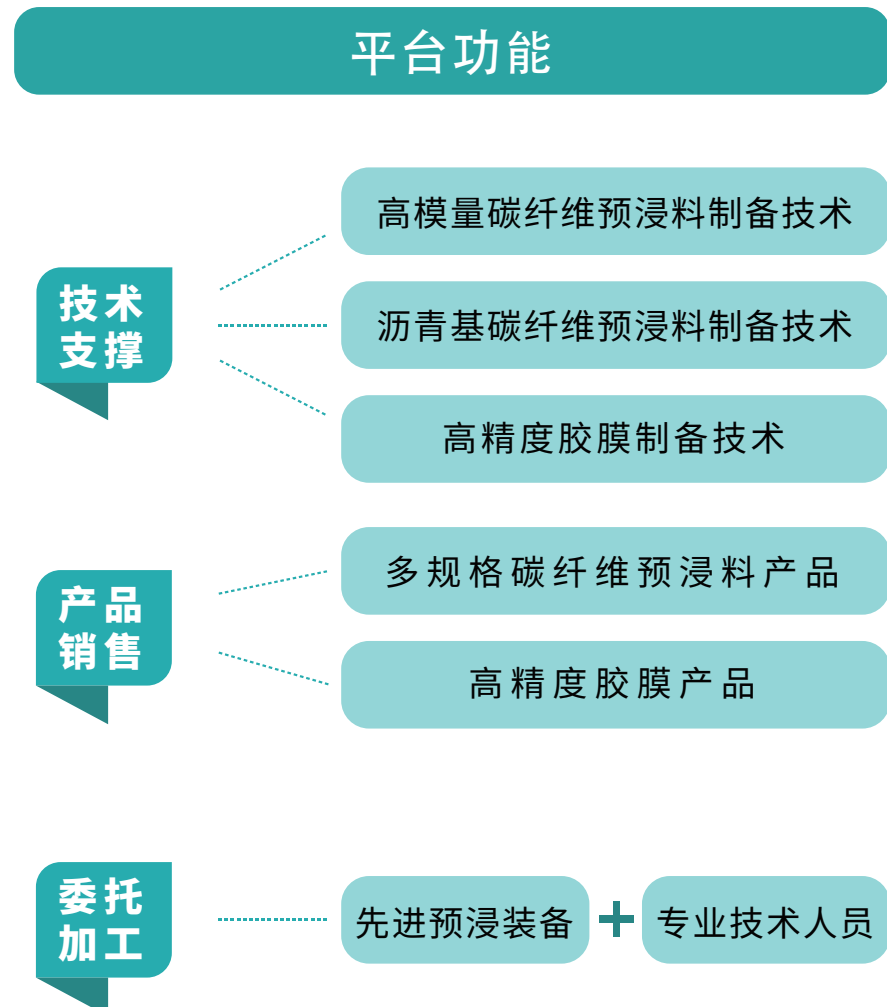 平台功能
技术
支撑
高模量碳纤维预浸料制备技术
沥青基碳纤维预浸料制备技术
高精度胶膜制备技术
产品
销售
多规格碳纤维预浸料产品
高精度胶膜产品
委托
加工
先进预浸装备 + 专业技术人员